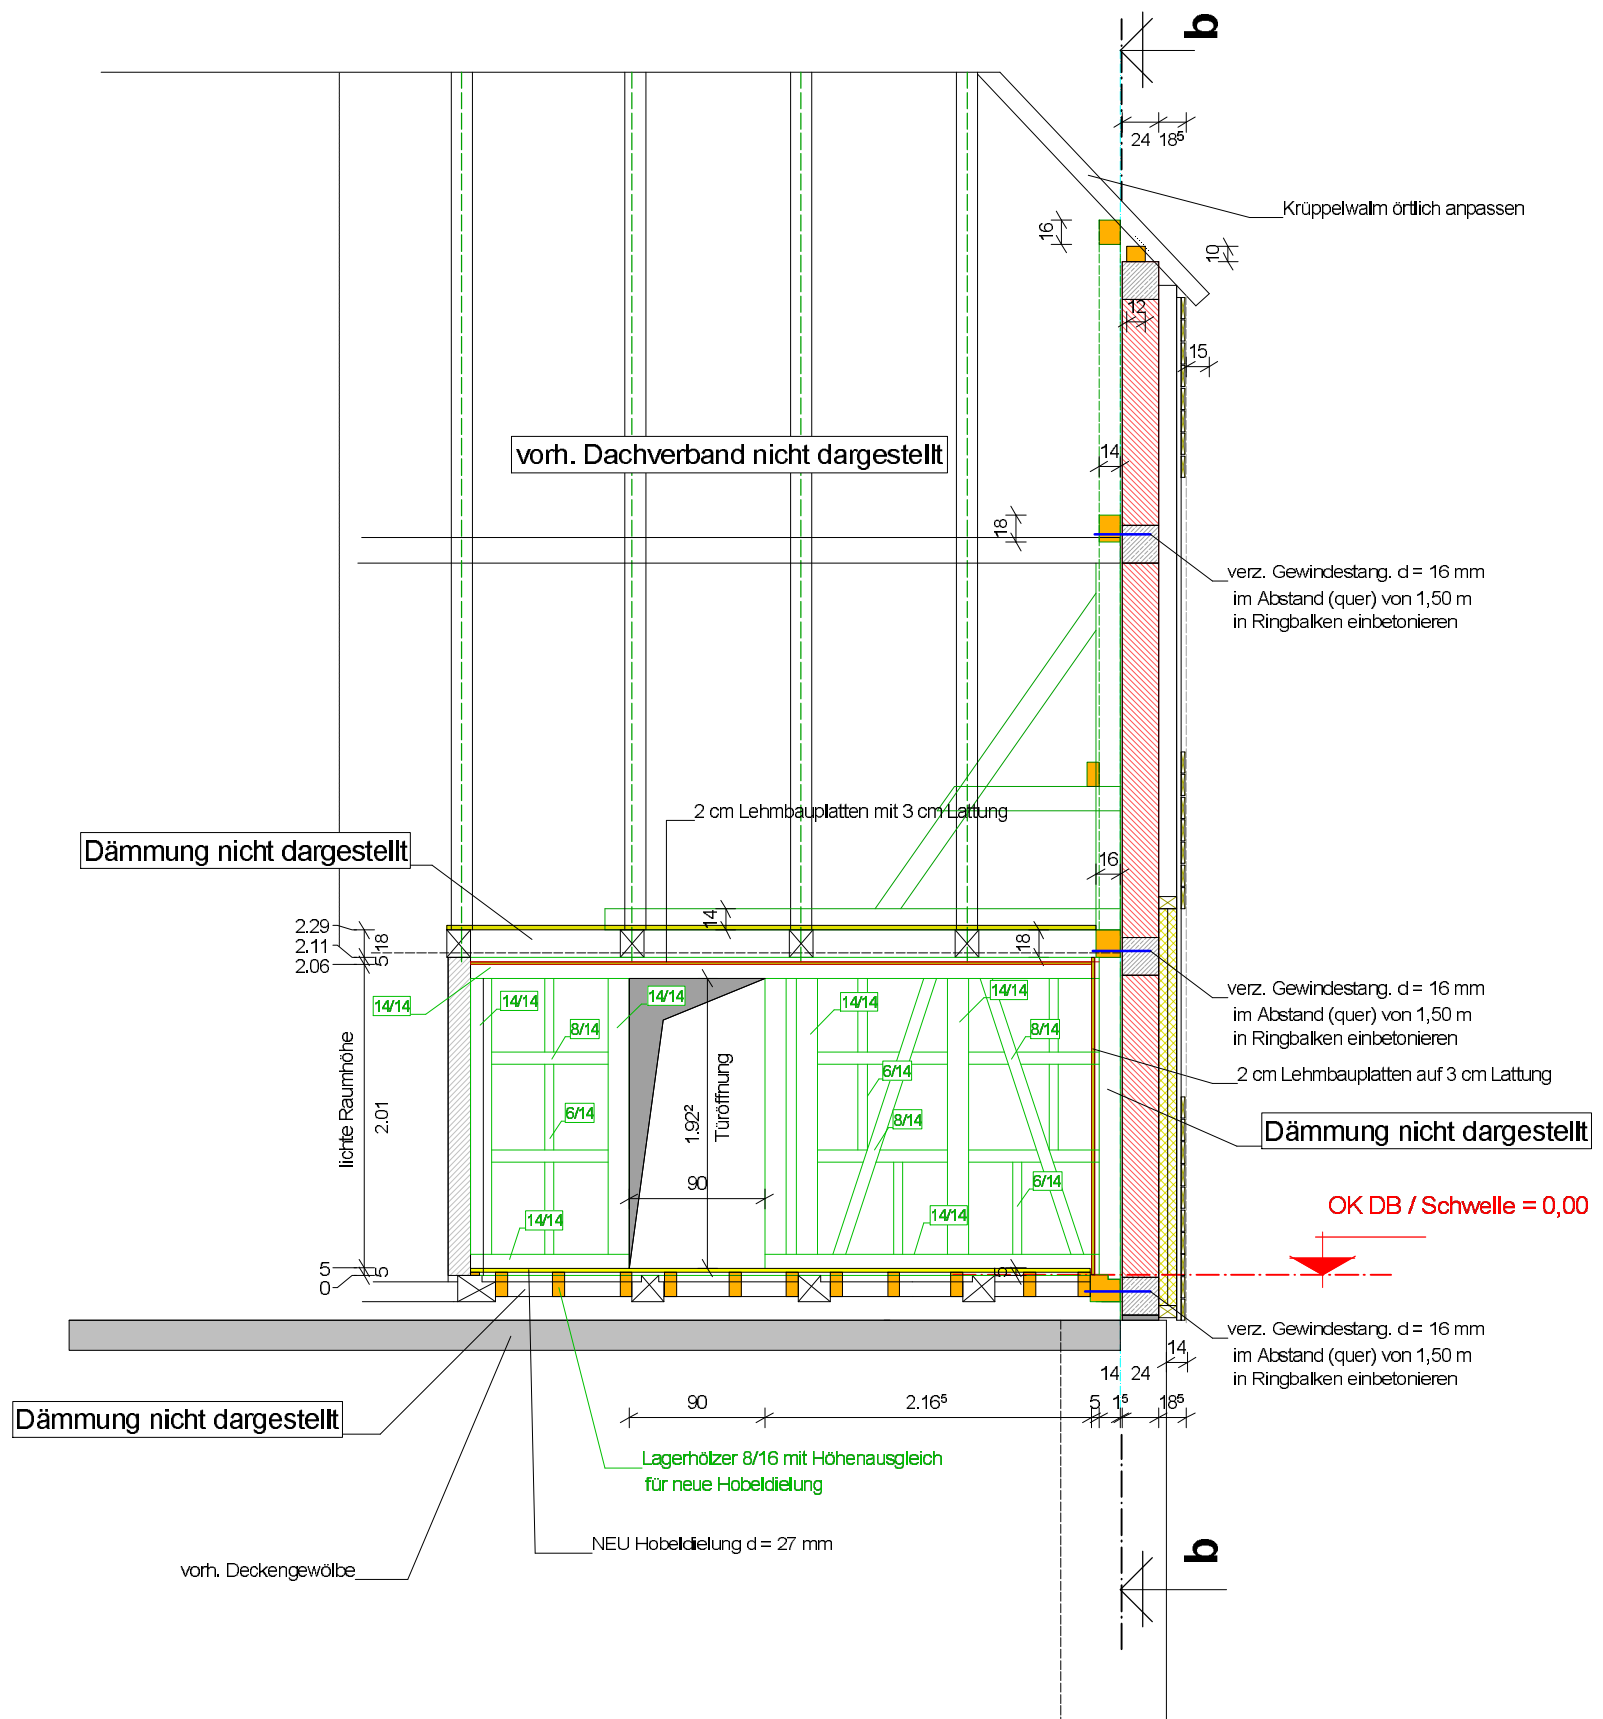 b
24 18⁵
Krüppelwalm örtlich anpassen
16
10
12
15
vorh. Dachverband nicht dargestellt
14
18
verz. Gewindestang. d = 16 mm
im Abstand (quer) von 1,50 m
in Ringbalken einbetonieren
2 cm Lehmbauplatten mit 3 cm Lattung
Dämmung nicht dargestellt
16
14
2.29
18
2.11
5
2.06
18
14/14
14/14
14/14
14/14
14/14
verz. Gewindestang. d = 16 mm
im Abstand (quer) von 1,50 m
in Ringbalken einbetonieren
8/14
8/14
2 cm Lehmbauplatten auf 3 cm Lattung
lichte Raumhöhe
2.01
6/14
6/14
8/14
1.92²
Türöffnung
Dämmung nicht dargestellt
90
6/14
14/14
14/14
OK DB / Schwelle = 0,00
5
0
5
5
verz. Gewindestang. d = 16 mm
im Abstand (quer) von 1,50 m
in Ringbalken einbetonieren
14
14 24
90
2.16⁵
5 1⁵ 18⁵
Dämmung nicht dargestellt
Lagerhölzer 8/16 mit Höhenausgleich
für neue Hobeldielung
NEU Hobeldielung d = 27 mm
vorh. Deckengewölbe
b